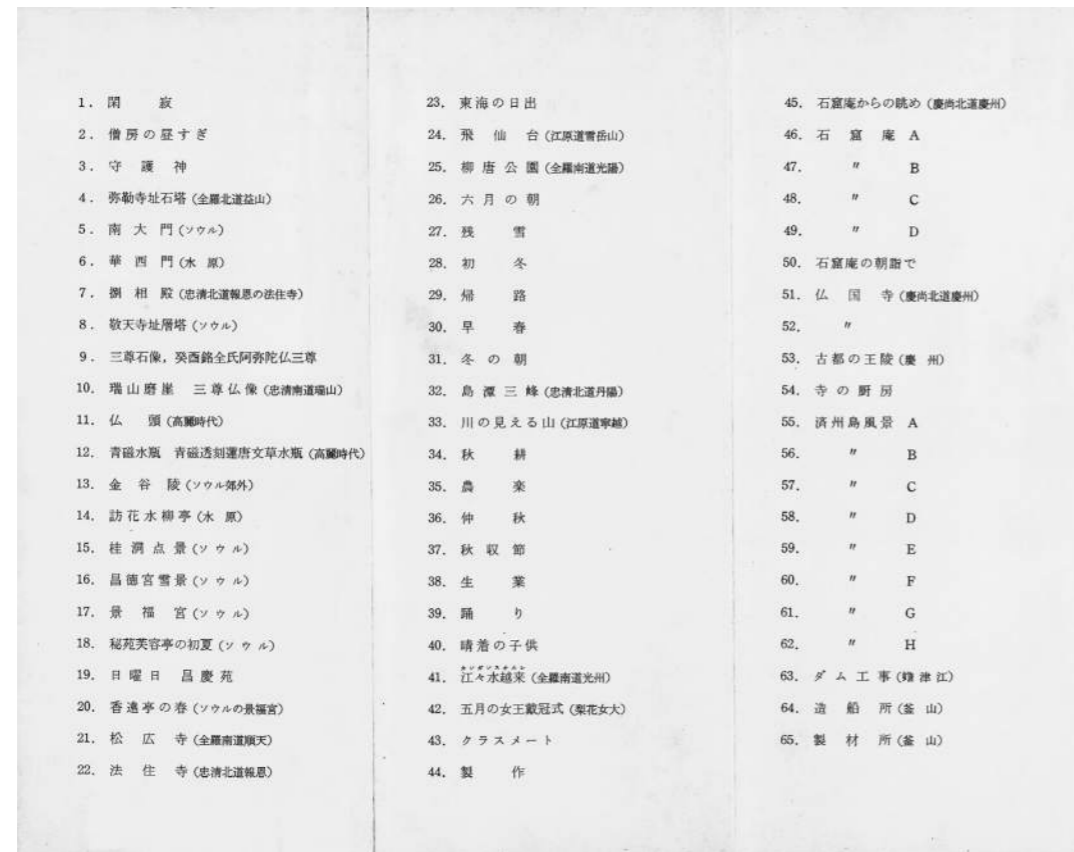 1. 閑 寂
2. 僧房の昼すぎ
3. 守護神
4. 弥勒寺址石塔 (全羅北道益山)
5. 南大門 (ソウル)
6. 華西門 (水原)
7. 捌相殿 (忠清北道報恩の法住寺)
8. 敬天寺址層塔 (ソウル)
9. 三尊石像, 癸酉銘全氏阿弥陀仏三尊
10. 瑞山磨崖 三尊仏像 (忠清南道瑞山)
11. 仏 頭 (高麗時代)
12. 青磁水瓶 青磁透刻蓮唐文草水瓶 (高麗時代)
13. 金谷陵 (ソウル郊外)
14. 訪花水柳亭 (水原)
15. 桂洞点景 (ソウル)
16. 昌徳宮雪景 (ソウル)
17. 景福宮 (ソウル)
18. 秘苑芙容亭の初夏 (ソウル)
19. 日曜日 昌慶苑
20. 香遠亭の春 (ソウルの景福宮)
21. 松広寺 (全羅南道順天)
22. 法住寺 (忠清北道報恩)
23. 東海の日出
24. 飛仙台 (江原道雪岳山)
25. 柳唐公園 (全羅南道光陽)
26. 六月の朝
27. 残 雪
28. 初 冬
29. 帰 路
30. 早 春
31. 冬の朝
32. 島潭三峰 (忠清北道丹陽)
33. 川の見える山 (江原道寧越)
34. 秋 耕
35. 農 楽
36. 仲 秋
37. 秋収節
38. 生 業
39. 踊 り
40. 晴着の子供
41. 江々水越来 (全羅南道光州)
42. 五月の女王戴冠式 (梨花女大)
43. クラスメート
44. 製 作
45. 石窟庵からの眺め (慶尚北道慶州)
46. 石窟庵 A
47. 〃 B
48. 〃 C
49. 〃 D
50. 石窟庵の朝詣で
51. 仏国寺 (慶尚北道慶州)
52. 〃
53. 古都の王陵 (慶州)
54. 寺の厨房
55. 済州島風景 A
56. 〃 B
57. 〃 C
58. 〃 D
59. 〃 E
60. 〃 F
61. 〃 G
62. 〃 H
63. ダム工事 (津江)
64. 造船所 (釜山)
65. 製材所 (釜山)